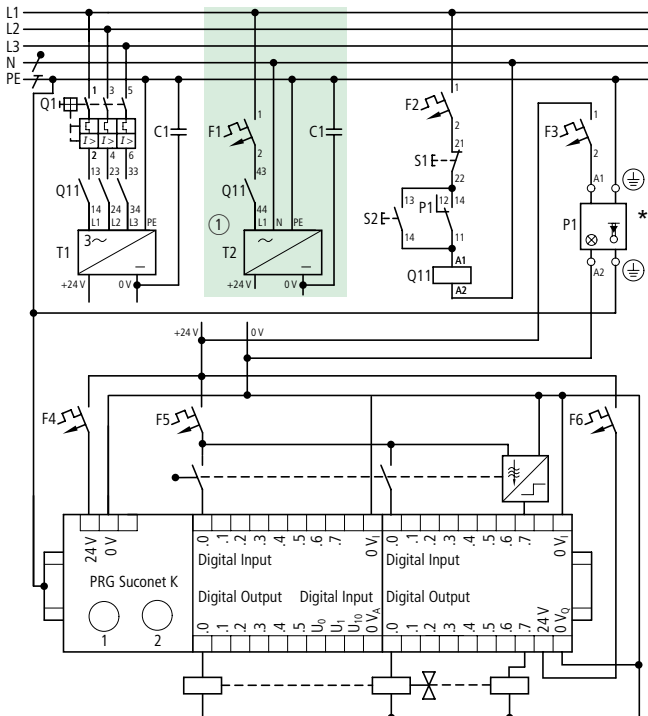 L1
L2
L3
N
PE
Q1
1 3 5
I > I > I >
2 4 6
13 23 33
Q11
14 24 34
L1 L2 L3 PE
3~
T1
+24 V 0 V
C1
F1
1
2
43
Q11
44
1
L1 N PE
~
T2
+24 V 0 V
C1
F2
1
2
21
S1 E
22
S2 E
13
14
P1
12 14
11
Q11
A1
A2
F3
1
2
A1
P1
*
A2
+24 V 0 V
F4
F5
F6
24 V
0 V
.0 .1 .2 .3 .4 .5 .6 .7 0 VI
.0 .1 .2 .3 .4 .5 .6 .7 0 VI
Digital Input
Digital Input
PRG Suconet K
1 2
Digital Output Digital Input
Digital Output
.0 .1 .2 .3 .4 .5 U0 U1 U10 0 VA
.0 .1 .2 .3 .4 .5 .6 .7 24 V 0 VQ